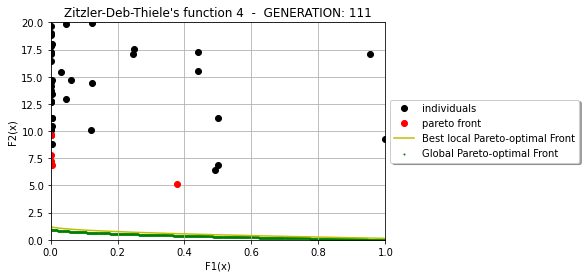 Zitzler-Deb-Thiele's function 4 - GENERATION: 111
20.0
17.5
15.0
12.5
10.0
7.5
5.0
2.5
0.0
F2(x)
0.0 0.2 0.4 0.6 0.8 1.0
F1(x)
individuals
pareto front
Best local Pareto-optimal Front
Global Pareto-optimal Front